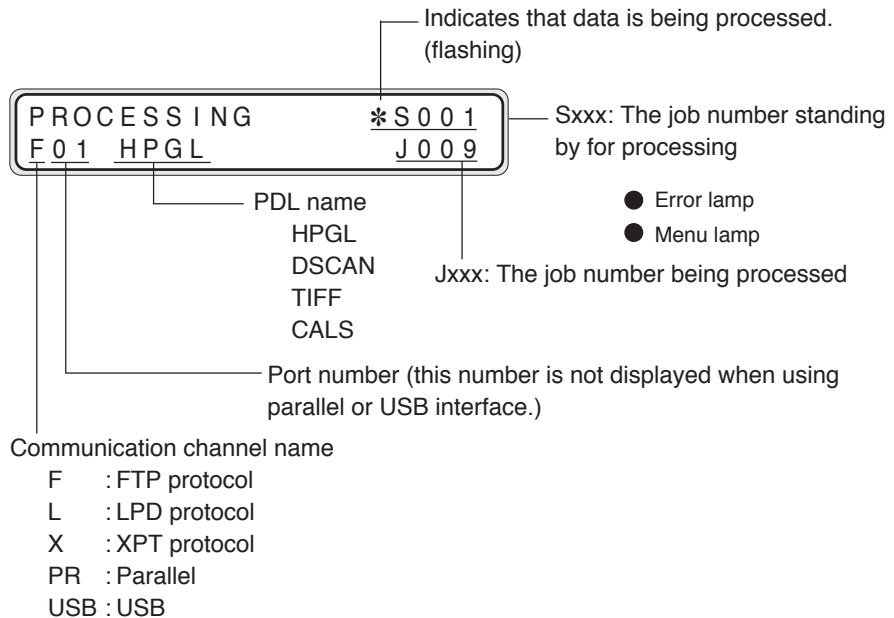 Indicates that data is being processed.
(flashing)
PROCESSING ✻S001
F01 HPGL J009
Sxxx: The job number standing
by for processing
Error lamp
Menu lamp
PDL name
HPGL
DSCAN
TIFF
CALS
Jxxx: The job number being processed
Port number (this number is not displayed when using
parallel or USB interface.)
Communication channel name
F : FTP protocol
L : LPD protocol
X : XPT protocol
PR : Parallel
USB : USB